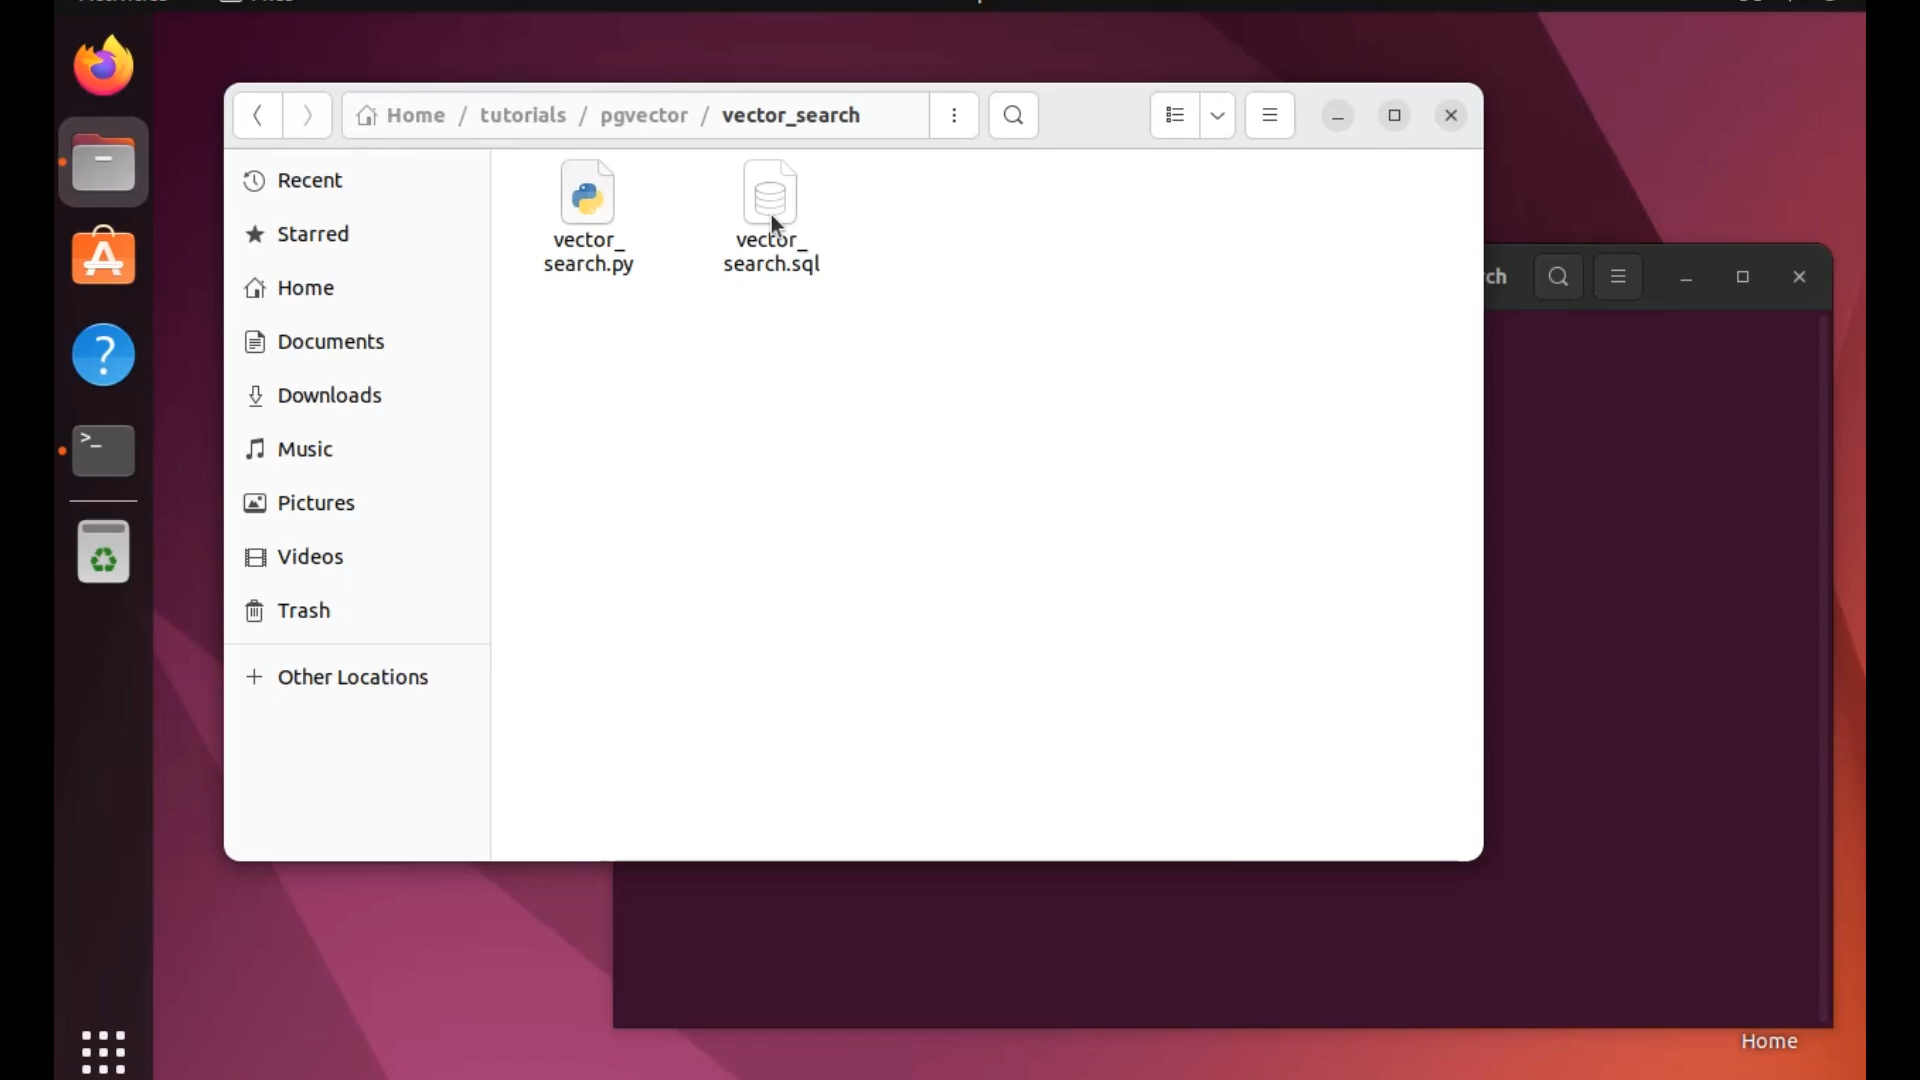 Home / tutorials / pgvector / vector_search
Recent
Starred
Home
Documents
Downloads
Music
Pictures
Videos
Trash
+ Other Locations
vector_
search.py
vector_
search.sql
ch
>_
?
Home